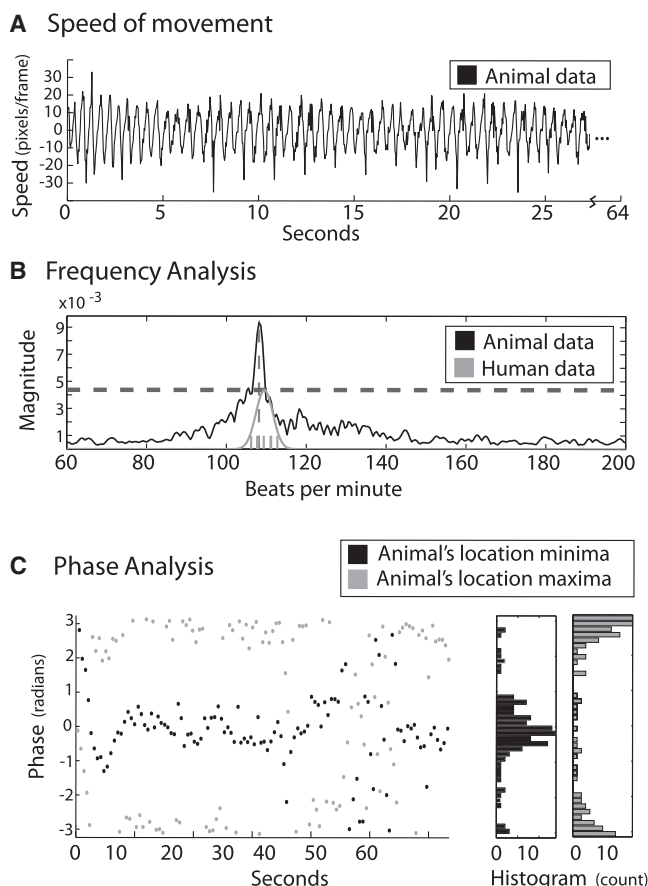 A Speed of movement
Speed (pixels/frame)
30
20
10
0
-10
-20
-30
Animal data
...
0 5 10 15 20 25 64
Seconds
B Frequency Analysis
x10 -3
Magnitude
9
7
5
3
1
Animal data
Human data
60 80 100 120 140 160 180 200
Beats per minute
C Phase Analysis
Animal's location minima
Animal's location maxima
Phase (radians)
3
2
1
0
-1
-2
-3
0 10 20 30 40 50 60
Seconds
0 10 0 10
Histogram (count)